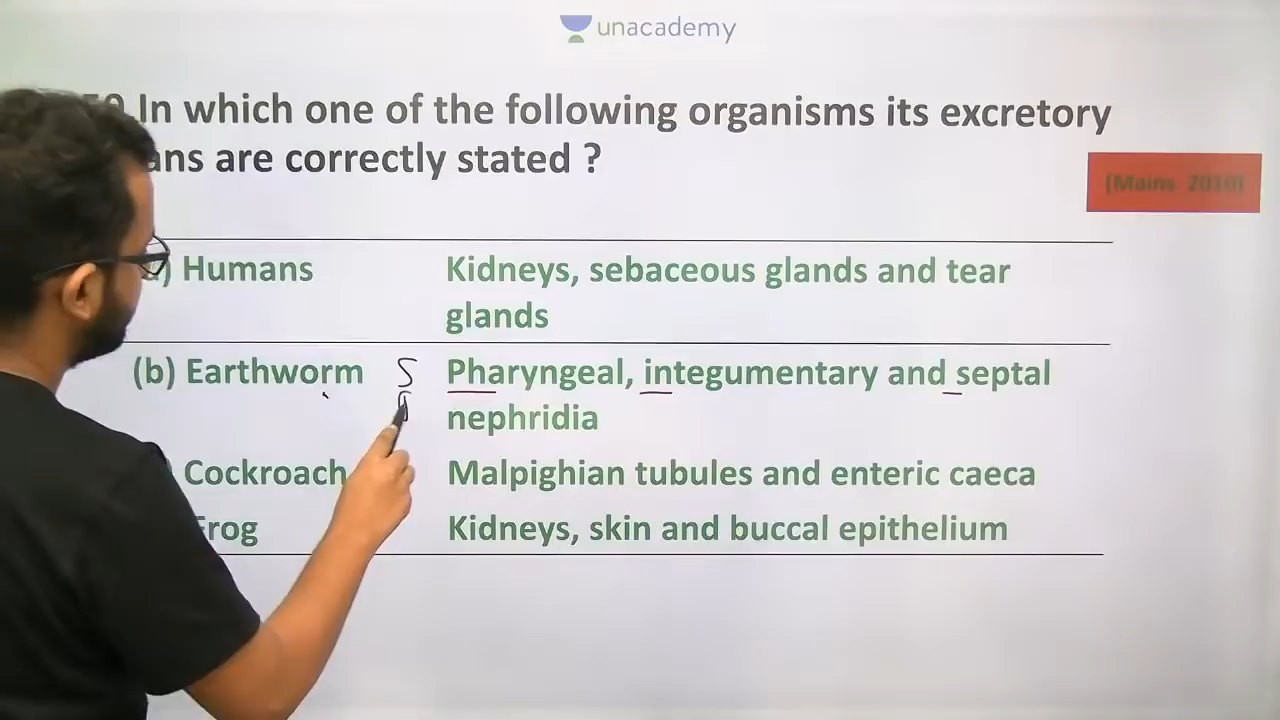 unacademy
In which one of the following organisms its excretory
ans are correctly stated ?
[Mains 2010]
) Humans Kidneys, sebaceous glands and tear
glands
(b) Earthworm S Pharyngeal, integumentary and septal
nephridia
Cockroach Malpighian tubules and enteric caeca
Frog Kidneys, skin and buccal epithelium